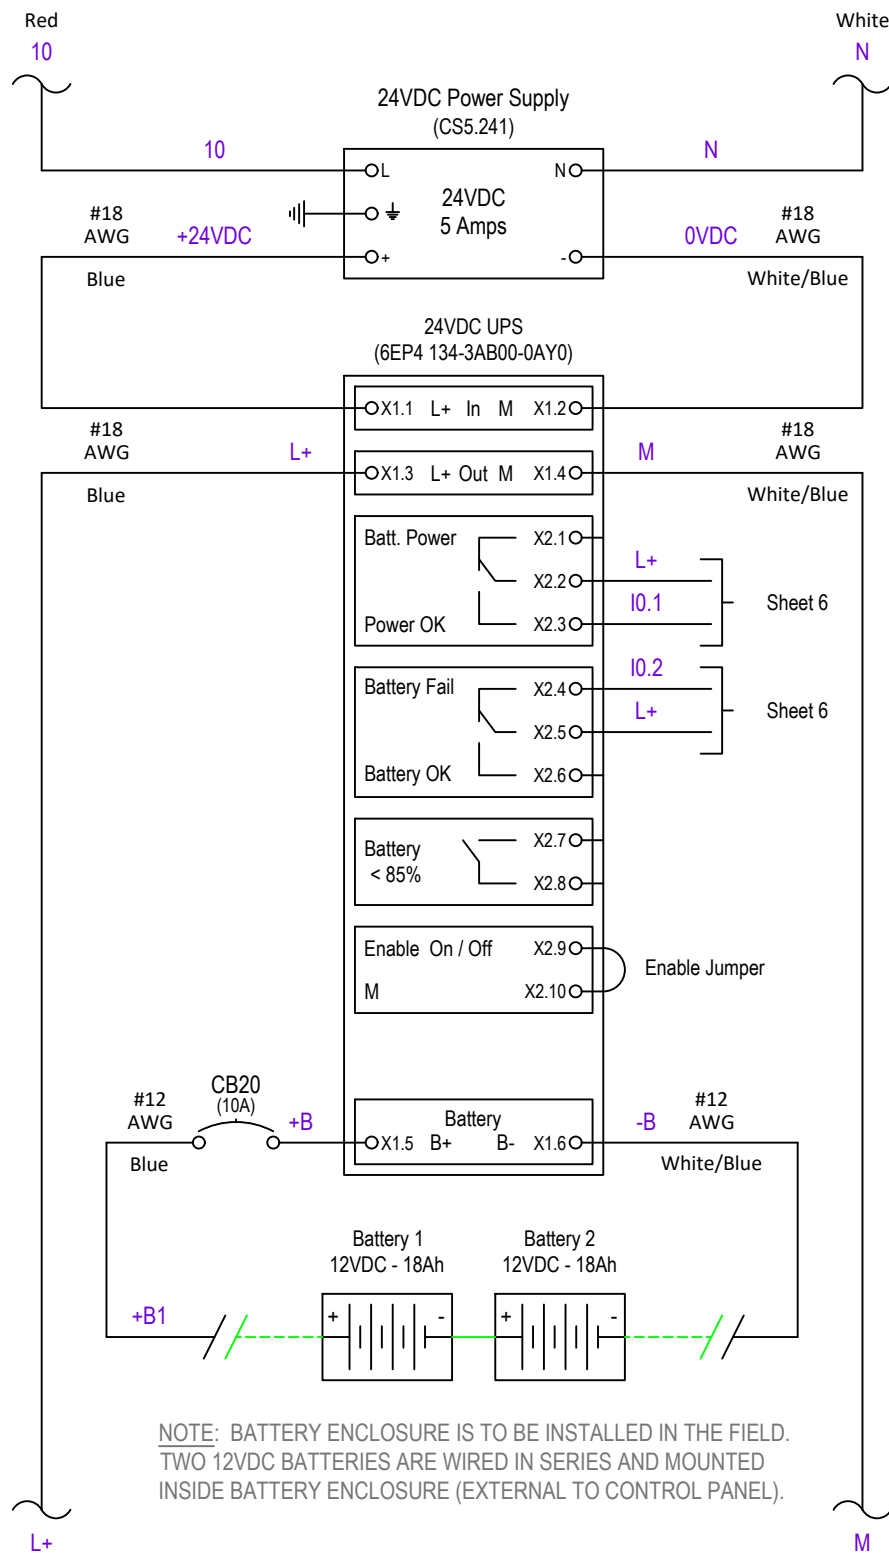 Red
White
10
N
24VDC Power Supply
(CS5.241)
10
N
L
N
24VDC
5 Amps
#18
AWG
+24VDC
0VDC
#18
AWG
+
-
Blue
White/Blue
24VDC UPS
(6EP4 134-3AB00-0AY0)
X1.1 L+ In M X1.2
#18
AWG
L+
M
#18
AWG
X1.3 L+ Out M X1.4
Blue
White/Blue
Batt. Power
X2.1
X2.2
L+
Power OK
X2.3
I0.1
Sheet 6
Battery Fail
X2.4
I0.2
X2.5
L+
Sheet 6
Battery OK
X2.6
Battery
< 85%
X2.7
X2.8
Enable On / Off X2.9
M X2.10
Enable Jumper
#12
AWG
CB20
(10A)
+B
Battery
X1.5 B+ B- X1.6
-B
#12
AWG
Blue
White/Blue
Battery 1
12VDC - 18Ah
Battery 2
12VDC - 18Ah
+B1
+ -
+ -
NOTE: BATTERY ENCLOSURE IS TO BE INSTALLED IN THE FIELD.
TWO 12VDC BATTERIES ARE WIRED IN SERIES AND MOUNTED
INSIDE BATTERY ENCLOSURE (EXTERNAL TO CONTROL PANEL).
L+
M